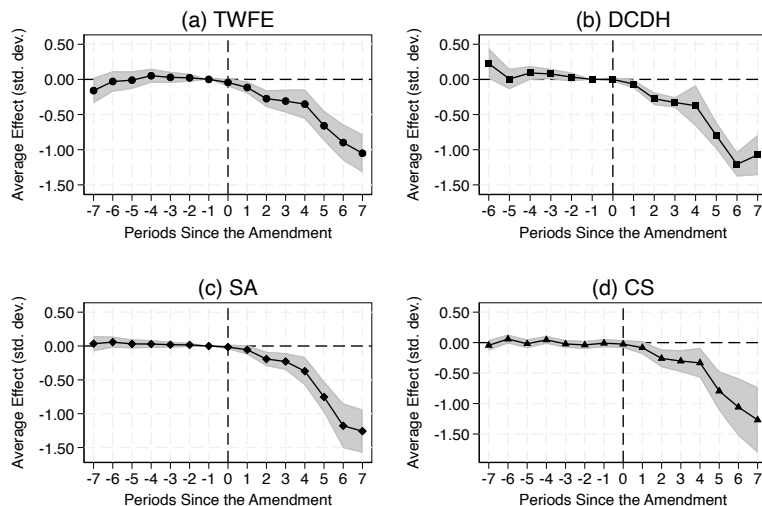 (a) TWFE
Average Effect (std. dev.)
0.50
0.00
-0.50
-1.00
-1.50
-7 -6 -5 -4 -3 -2 -1 0 1 2 3 4 5 6 7
Periods Since the Amendment
(b) DCDH
Average Effect (std. dev.)
0.50
0.00
-0.50
-1.00
-1.50
-6 -5 -4 -3 -2 -1 0 1 2 3 4 5 6 7
Periods Since the Amendment
(c) SA
Average Effect (std. dev.)
0.50
0.00
-0.50
-1.00
-1.50
-7 -6 -5 -4 -3 -2 -1 0 1 2 3 4 5 6 7
Periods Since the Amendment
(d) CS
Average Effect (std. dev.)
0.50
0.00
-0.50
-1.00
-1.50
-7 -6 -5 -4 -3 -2 -1 0 1 2 3 4 5 6 7
Periods Since the Amendment